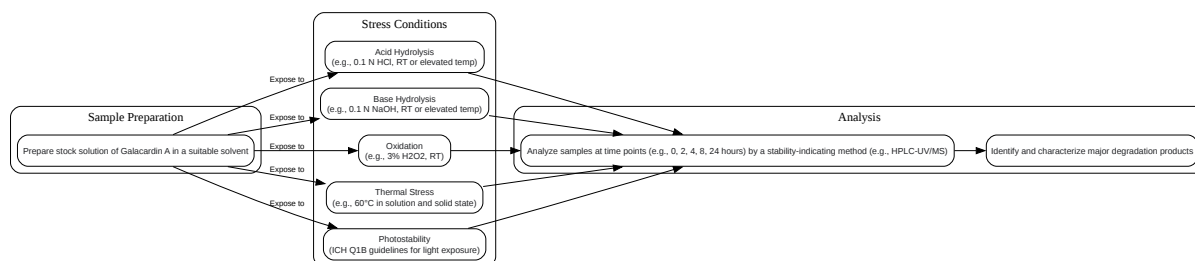 Stress Conditions
Acid Hydrolysis
(e.g., 0.1 N HCl, RT or elevated temp)
Expose to
Base Hydrolysis
(e.g., 0.1 N NaOH, RT or elevated temp)
Expose to
Sample Preparation
Analysis
Prepare stock solution of Galacardin A in a suitable solvent
Expose to
Oxidation
(e.g., 3% H2O2, RT)
Analyze samples at time points (e.g., 0, 2, 4, 8, 24 hours) by a stability-indicating method (e.g., HPLC-UV/MS)
Identify and characterize major degradation products
Expose to
Thermal Stress
(e.g., 60°C in solution and solid state)
Expose to
Photostability
(ICH Q1B guidelines for light exposure)